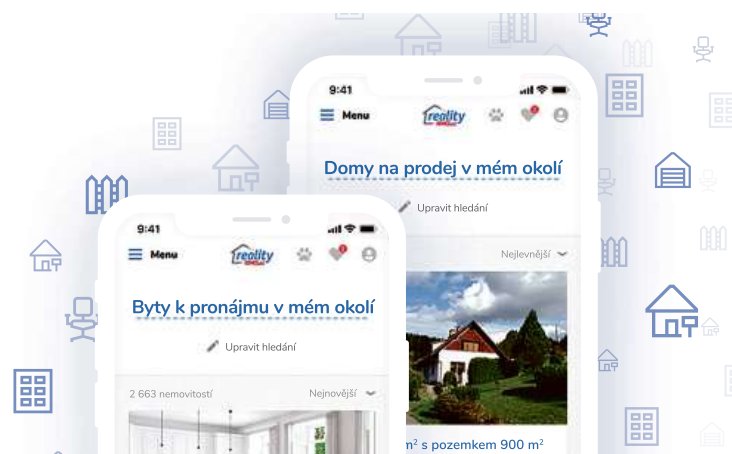 9:41
Menu
reality
Domy na prodej v mém okolí
Upravit hledání
Nejlevnější
m² s pozemkem 900 m²
9:41
Menu
reality
Byty k pronájmu v mém okolí
Upravit hledání
2 663 nemovitostí
Nejnovější